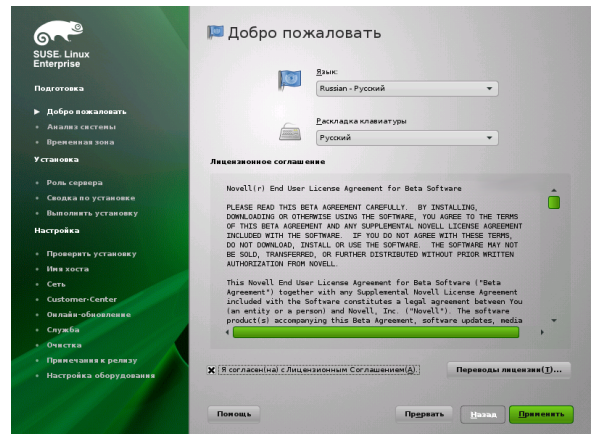 SUSE. Linux
Enterprise
Подготовка
Добро пожаловать
Анализ системы
Временная зона
Установка
Роль сервера
Сводка по установке
Выполнить установку
Настройка
Проверить установку
Имя хоста
Сеть
Customer-Center
Онлайн-обновление
Служба
Очистка
Примечания к релизу
Настройка оборудования
Добро пожаловать
Язык:
Russian - Русский
Раскладка клавиатуры
Русский
Лицензионное соглашение
Novell(r) End User License Agreement for Beta Software
PLEASE READ THIS BETA AGREEMENT CAREFULLY. BY INSTALLING,
DOWNLOADING OR OTHERWISE USING THE SOFTWARE, YOU AGREE TO THE TERMS
OF THIS BETA AGREEMENT AND ANY SUPPLEMENTAL NOVELL LICENSE AGREEMENT
INCLUDED WITH THE SOFTWARE. IF YOU DO NOT AGREE WITH THESE TERMS,
DO NOT DOWNLOAD, INSTALL OR USE THE SOFTWARE. THE SOFTWARE MAY NOT
BE SOLD, TRANSFERRED, OR FURTHER DISTRIBUTED WITHOUT PRIOR WRITTEN
AUTHORIZATION FROM NOVELL.
This Novell End User License Agreement for Beta Software ("Beta
Agreement") together with any Supplemental Novell License Agreement
included with the Software constitutes a legal agreement between You
(an entity or a person) and Novell, Inc. ("Novell"). The software
product(s) accompanying this Beta Agreement, software updates, media
Я согласен(на) с Лицензионным Соглашением(А).
Переводы лицензии(T)...
Помощь
Прервать
Назад
Применить